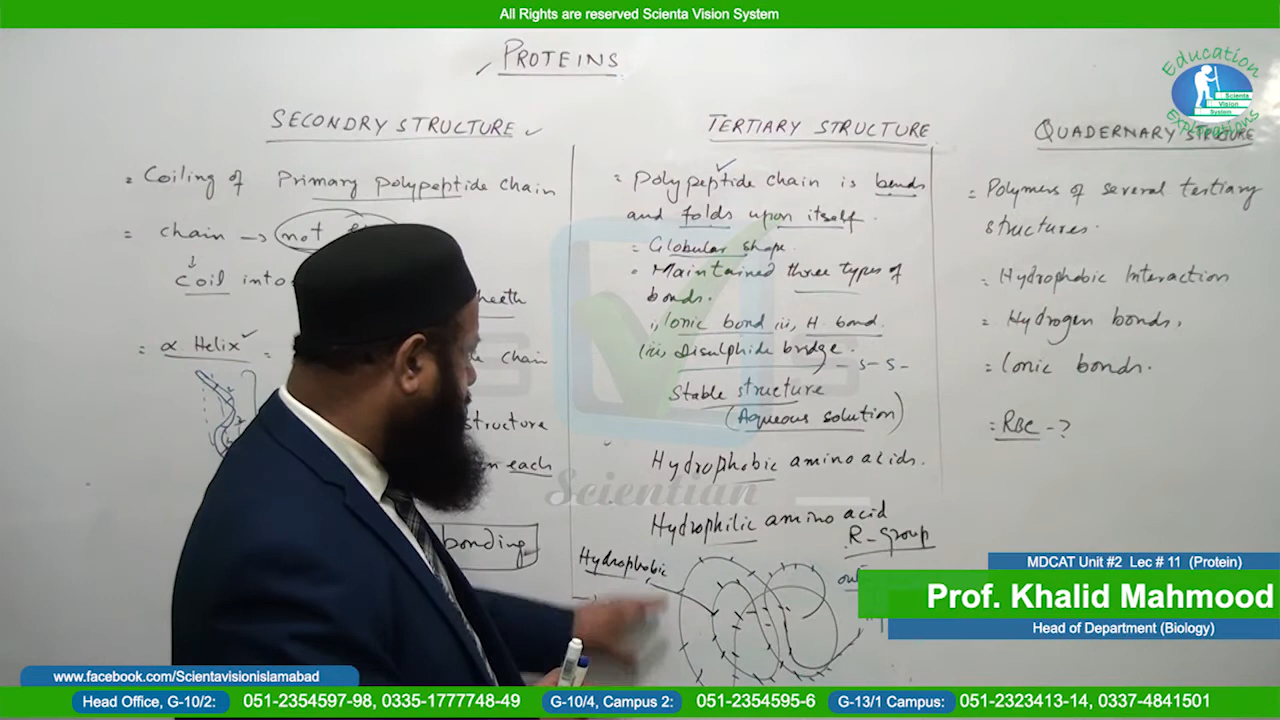 All Rights are reserved Scienta Vision System
PROTEINS
Education
Scienta
Vision
System
Explorations
SECONDRY STRUCTURE
= Coiling of Primary polypeptide chain
= chain → not
Coil into
sheeth
= α Helix =
chain
structure
each
bonding
TERTIARY STRUCTURE
= Polypeptide chain is bends
and folds upon itself.
= Globular shape.
= Maintained three types of
bonds.
i, Ionic bond ii, H bond.
(iii) Disulphide bridge.
- S - S -
Stable structure
(Aqueous solution)
Hydrophobic amino acids.
Scientian
Hydrophilic amino acid
R-group
Hydrophobic
QUADERNARY STRUCTURE
= Polymers of several tertiary
structures.
= Hydrophobic Interaction
= Hydrogen bonds,
= Ionic bonds.
= RBC - ?
MDCAT Unit #2 Lec # 11 (Protein)
Prof. Khalid Mahmood
Head of Department (Biology)
www.facebook.com/Scientavisionislamabad
Head Office, G-10/2: 051-2354597-98, 0335-1777748-49 G-10/4, Campus 2: 051-2354595-6 G-13/1 Campus: 051-2323413-14, 0337-4841501